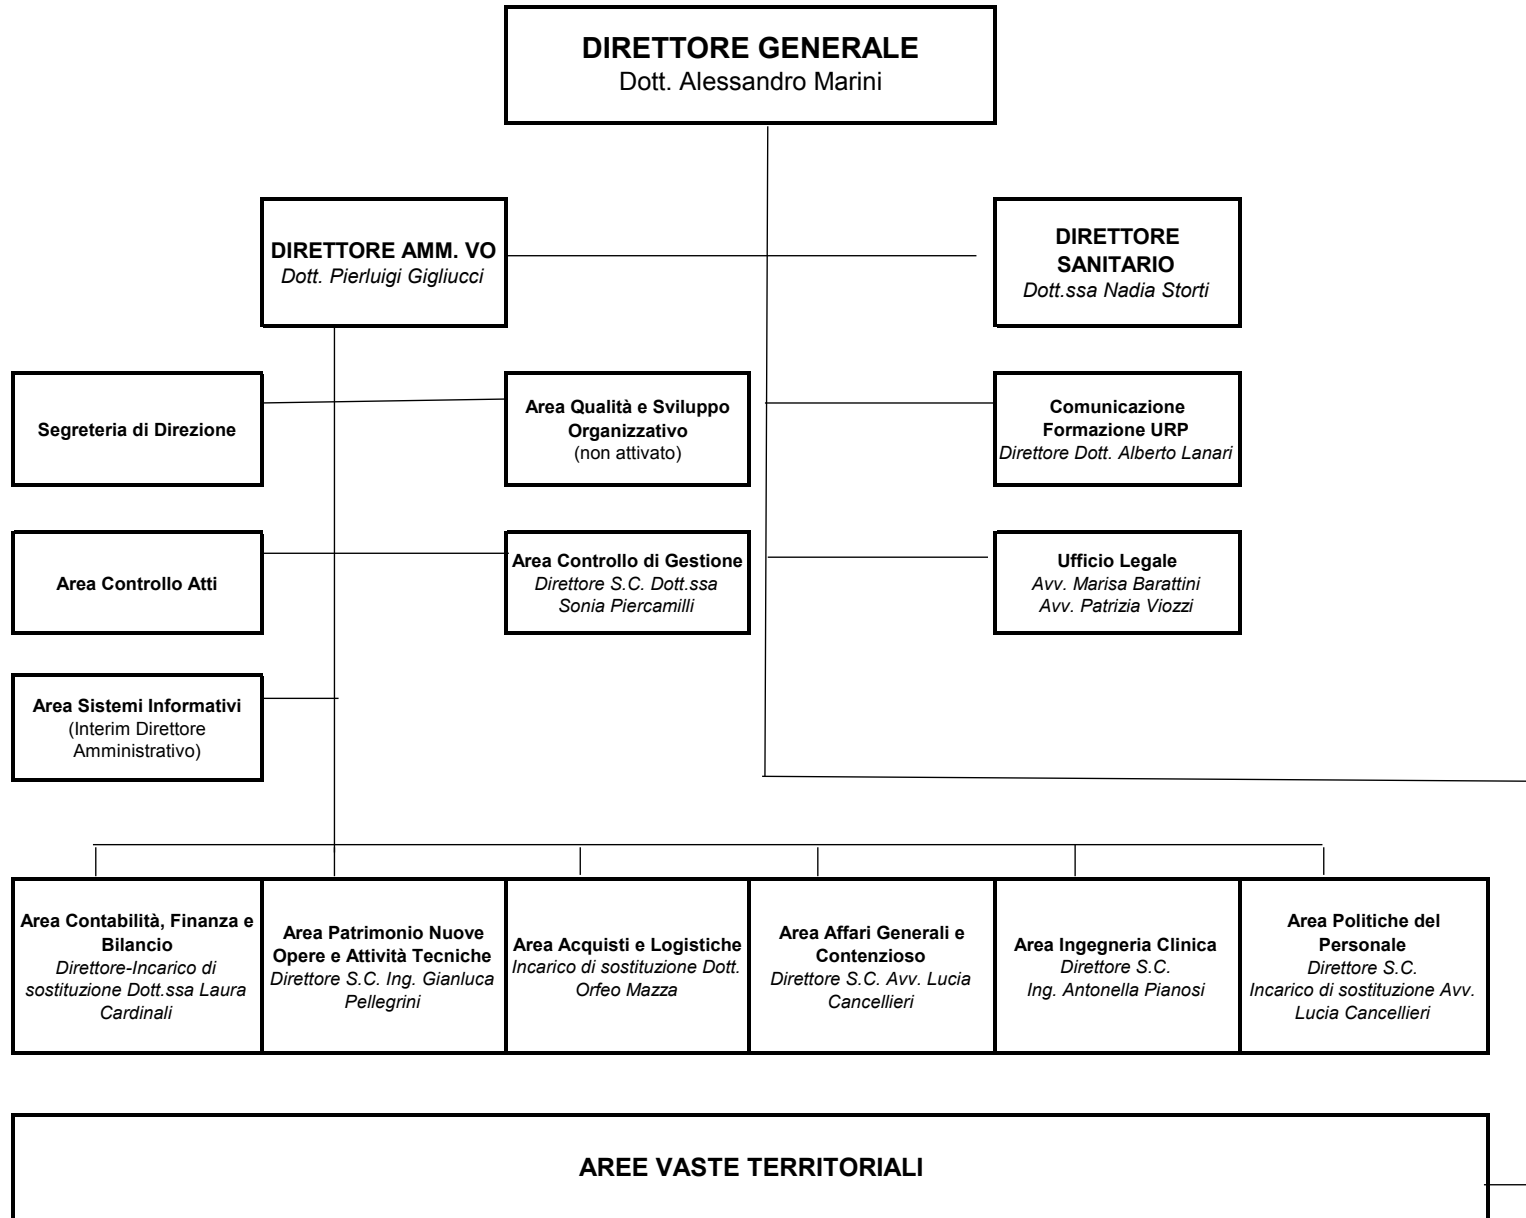 DIRETTORE GENERALE
Dott. Alessandro Marini
DIRETTORE AMM. VO
Dott. Pierluigi Gigliucci
DIRETTORE
SANITARIO
Dott.ssa Nadia Storti
Segreteria di Direzione
Area Qualità e Sviluppo
Organizzativo
(non attivato)
Comunicazione
Formazione URP
Direttore Dott. Alberto Lanari
Area Controllo Atti
Area Controllo di Gestione
Direttore S.C. Dott.ssa
Sonia Piercamilli
Ufficio Legale
Avv. Marisa Barattini
Avv. Patrizia Viozzi
Area Sistemi Informativi
(Interim Direttore
Amministrativo)
Area Contabilità, Finanza e
Bilancio
Direttore-Incarico di
sostituzione Dott.ssa Laura
Cardinali
Area Patrimonio Nuove
Opere e Attività Tecniche
Direttore S.C. Ing. Gianluca
Pellegrini
Area Acquisti e Logistiche
Incarico di sostituzione Dott.
Orfeo Mazza
Area Affari Generali e
Contenzioso
Direttore S.C. Avv. Lucia
Cancellieri
Area Ingegneria Clinica
Direttore S.C.
Ing. Antonella Pianosi
Area Politiche del
Personale
Direttore S.C.
Incarico di sostituzione Avv.
Lucia Cancellieri
AREE VASTE TERRITORIALI